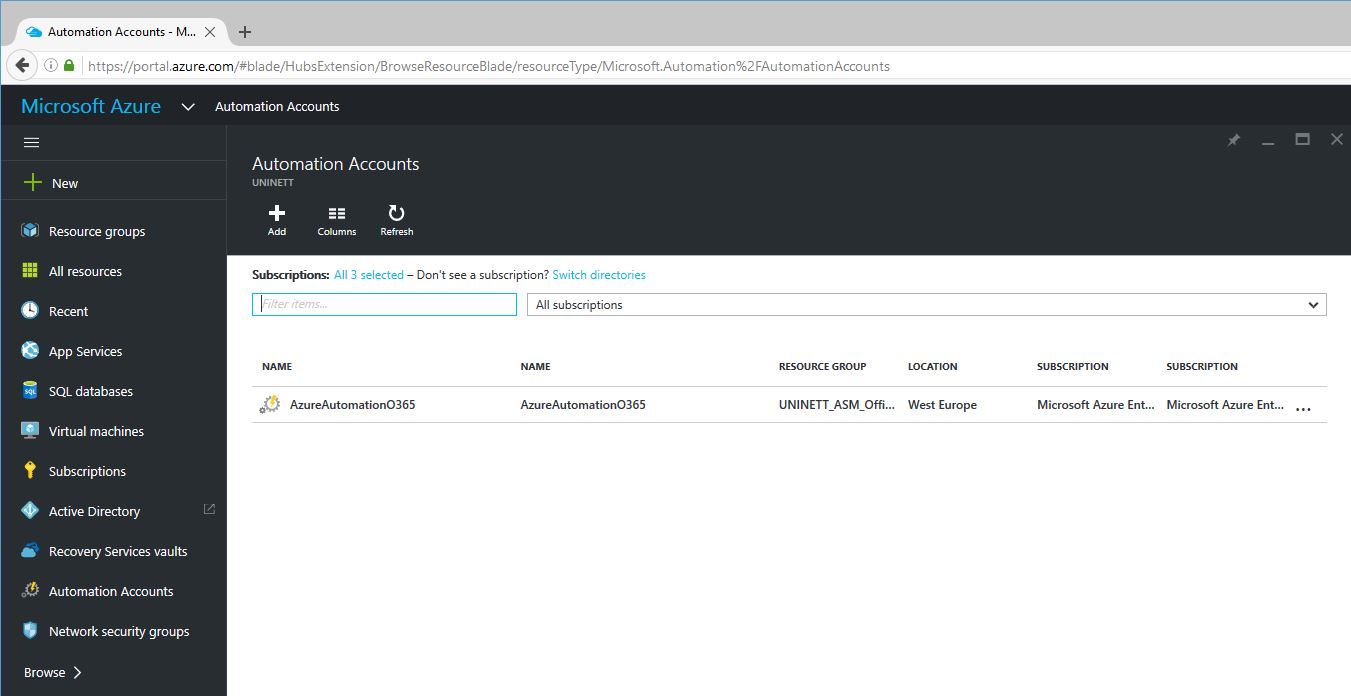 Automation Accounts - M...
https://portal.azure.com/#blade/HubsExtension/BrowseResourceBlade/resourceType/Microsoft.Automation%2FAutomationAccounts
Microsoft Azure Automation Accounts
New
Resource groups
All resources
Recent
App Services
SQL databases
Virtual machines
Subscriptions
Active Directory
Recovery Services vaults
Automation Accounts
Network security groups
Browse
Automation Accounts
UNINETT
Add Columns Refresh
Subscriptions: All 3 selected – Don't see a subscription? Switch directories
Filter items... All subscriptions
NAME NAME RESOURCE GROUP LOCATION SUBSCRIPTION SUBSCRIPTION
AzureAutomationO365 AzureAutomationO365 UNINETT_ASM_Offi... West Europe Microsoft Azure Ent... Microsoft Azure Ent... ...